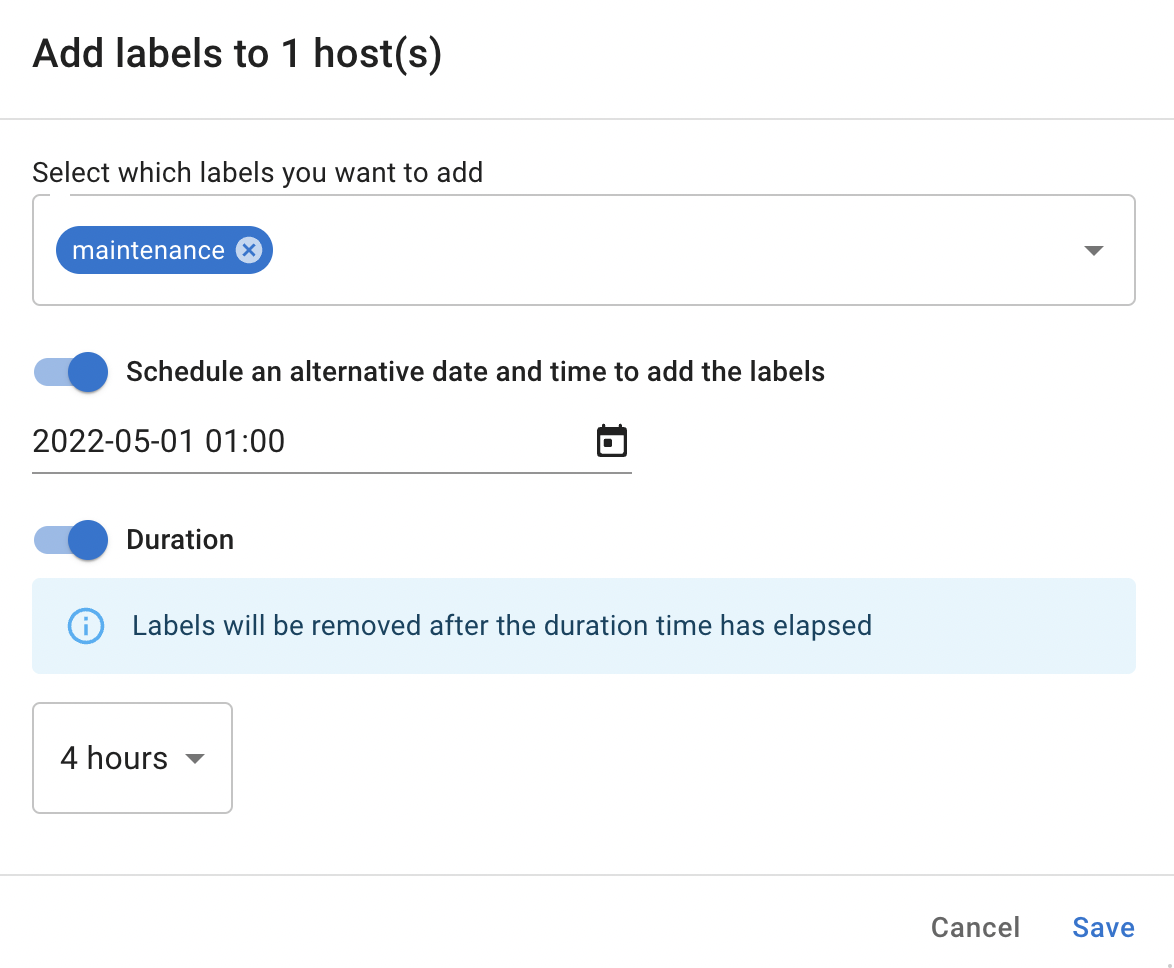 Add labels to 1 host(s)
Select which labels you want to add
maintenance
Schedule an alternative date and time to add the labels
2022-05-01 01:00
Duration
Labels will be removed after the duration time has elapsed
4 hours
Cancel Save